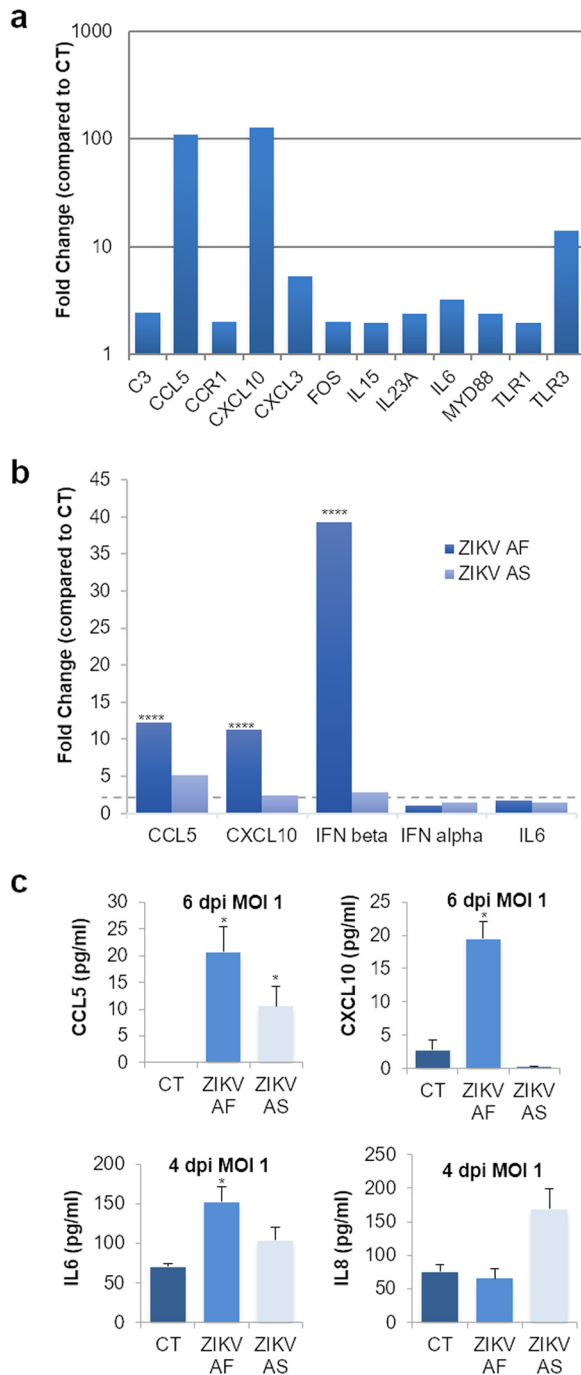 a
Fold Change (compared to CT)
1000
100
10
1
C3
CCL5
CCR1
CXCL10
CXCL3
FOS
IL15
IL23A
IL6
MYD88
TLR1
TLR3
b
Fold Change (compared to CT)
45
40
35
30
25
20
15
10
5
0
****
****
****
ZIKV AF
ZIKV AS
CCL5 CXCL10 IFN beta IFN alpha IL6
c
6 dpi MOI 1
CCL5 (pg/ml)
30
25
20
15
10
5
0
*
*
CT ZIKV ZIKV
AF AS
6 dpi MOI 1
CXCL10 (pg/ml)
25
20
15
10
5
0
*
CT ZIKV ZIKV
AF AS
4 dpi MOI 1
IL6 (pg/ml)
200
150
100
50
0
*
CT ZIKV ZIKV
AF AS
4 dpi MOI 1
IL8 (pg/ml)
250
200
150
100
50
0
CT ZIKV ZIKV
AF AS